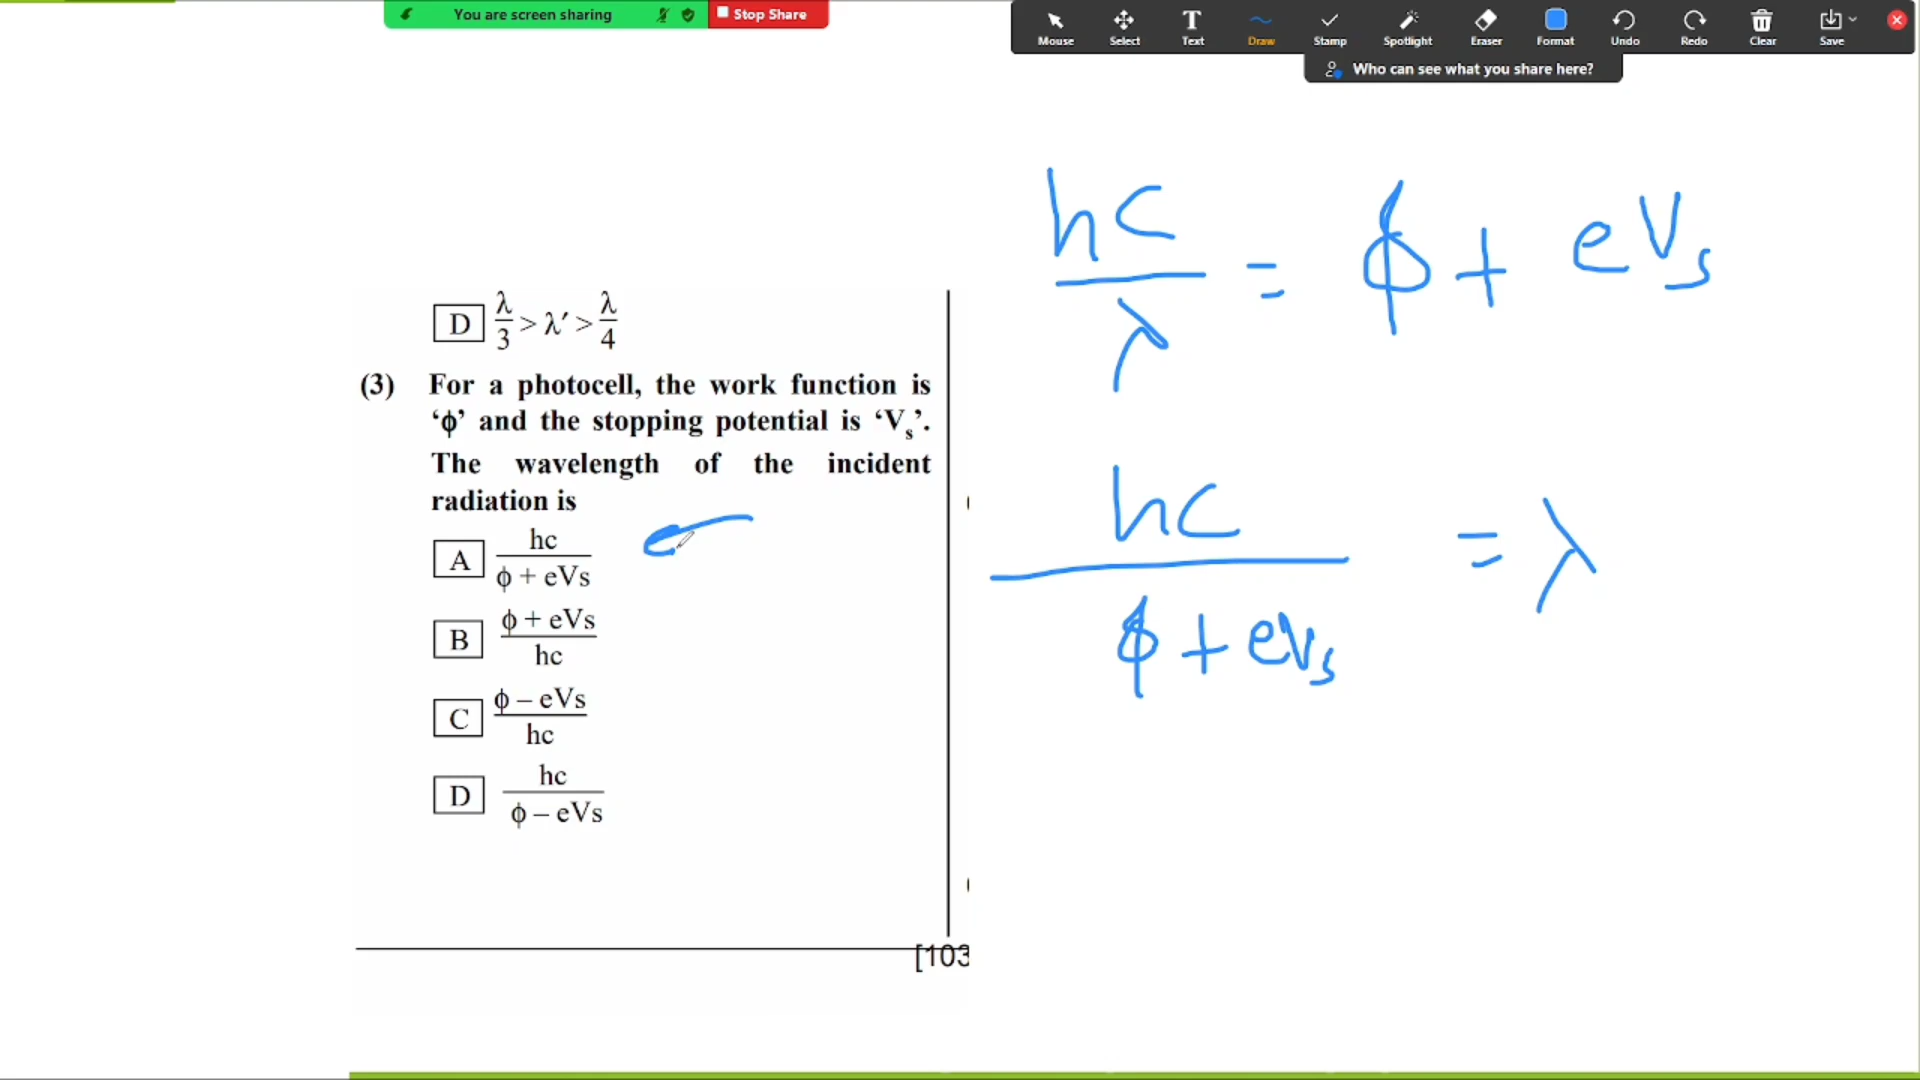 You are screen sharing
Stop Share
Mouse
Select
Text
Draw
Stamp
Spotlight
Eraser
Format
Undo
Redo
Clear
Save
Who can see what you share here?
D λ/3 > λ′ > λ/4
(3) For a photocell, the work function is
‘ϕ’ and the stopping potential is ‘Vₛ’.
The wavelength of the incident
radiation is
A hc/(ϕ + eVs)
B (ϕ + eVs)/hc
C (ϕ – eVs)/hc
D hc/(ϕ – eVs)
[103
hc/λ = ϕ + eVₛ
hc/(ϕ + eVₛ) = λ